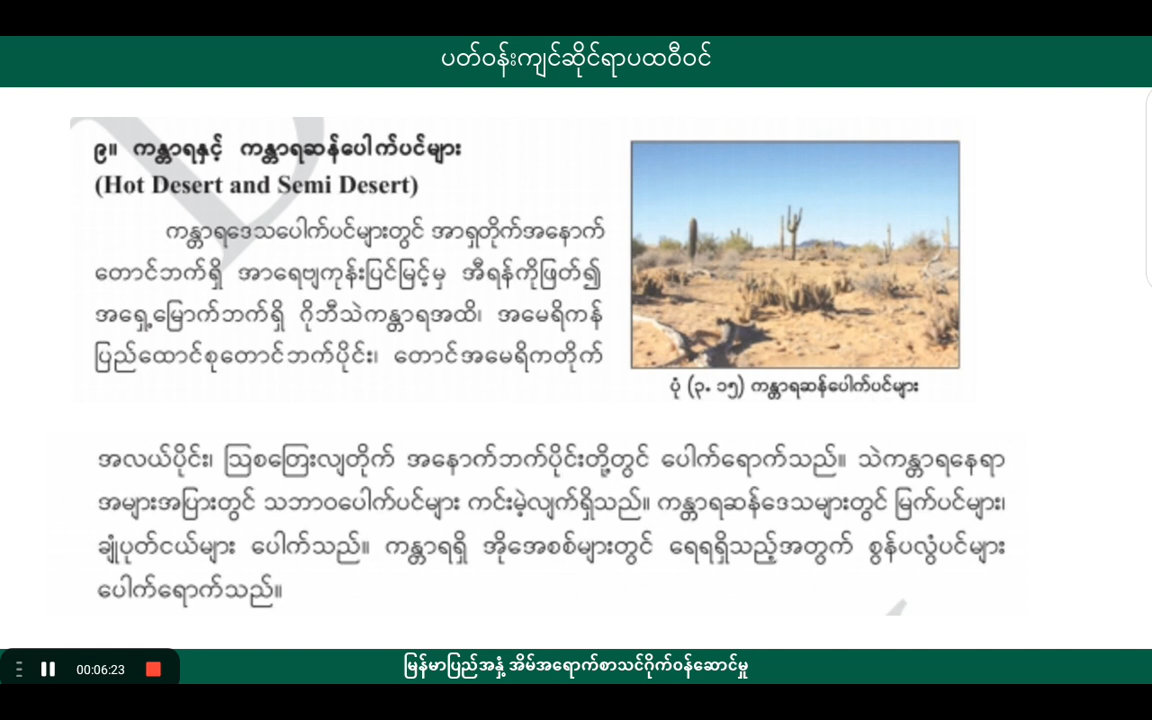 ပတ်ဝန်းကျင်ဆိုင်ရာပထဝီဝင်
၉။ ကန္တာရနှင့် ကန္တာရဆန်ပေါက်ပင်များ
(Hot Desert and Semi Desert)
ကန္တာရဒေသပေါက်ပင်များတွင် အာရှတိုက်အနောက်
တောင်ဘက်ရှိ အာရေဗျကုန်းပြင်မြင့်မှ အီရန်ကိုဖြတ်၍
အရှေ့မြောက်ဘက်ရှိ ဂိုဘီသဲကန္တာရအထိ၊ အမေရိကန်
ပြည်ထောင်စုတောင်ဘက်ပိုင်း၊ တောင်အမေရိကတိုက်
ပုံ (၃.၁၅) ကန္တာရဆန်ပေါက်ပင်များ
အလယ်ပိုင်း၊ ဩစတြေးလျတိုက် အနောက်ဘက်ပိုင်းတို့တွင် ပေါက်ရောက်သည်။ သဲကန္တာရနေရာ
အများအပြားတွင် သဘာဝပေါက်ပင်များ ကင်းမဲ့လျက်ရှိသည်။ ကန္တာရဆန်ဒေသများတွင် မြက်ပင်များ၊
ချုံပုတ်ငယ်များ ပေါက်သည်။ ကန္တာရရှိ အိုအေစစ်များတွင် ရေရရှိသည့်အတွက် စွန်ပလွံပင်များ
ပေါက်ရောက်သည်။
00:06:23
မြန်မာပြည်အနှံ့ အိမ်အရောက်စာသင်ဂိုက်ဝန်ဆောင်မှု